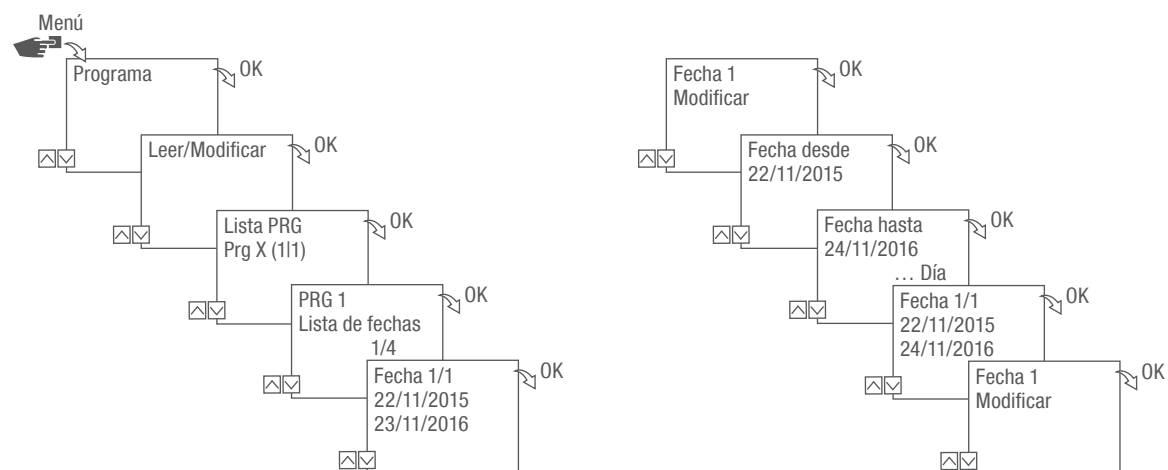 Menú
Programa
OK
Leer/Modificar
OK
Lista PRG
Prg X (1|1)
OK
PRG 1
Lista de fechas
1/4
OK
Fecha 1/1
22/11/2015
23/11/2016
OK
Fecha 1
Modificar
OK
Fecha desde
22/11/2015
OK
Fecha hasta
24/11/2016
OK
... Día
Fecha 1/1
22/11/2015
24/11/2016
OK
Fecha 1
Modificar
OK